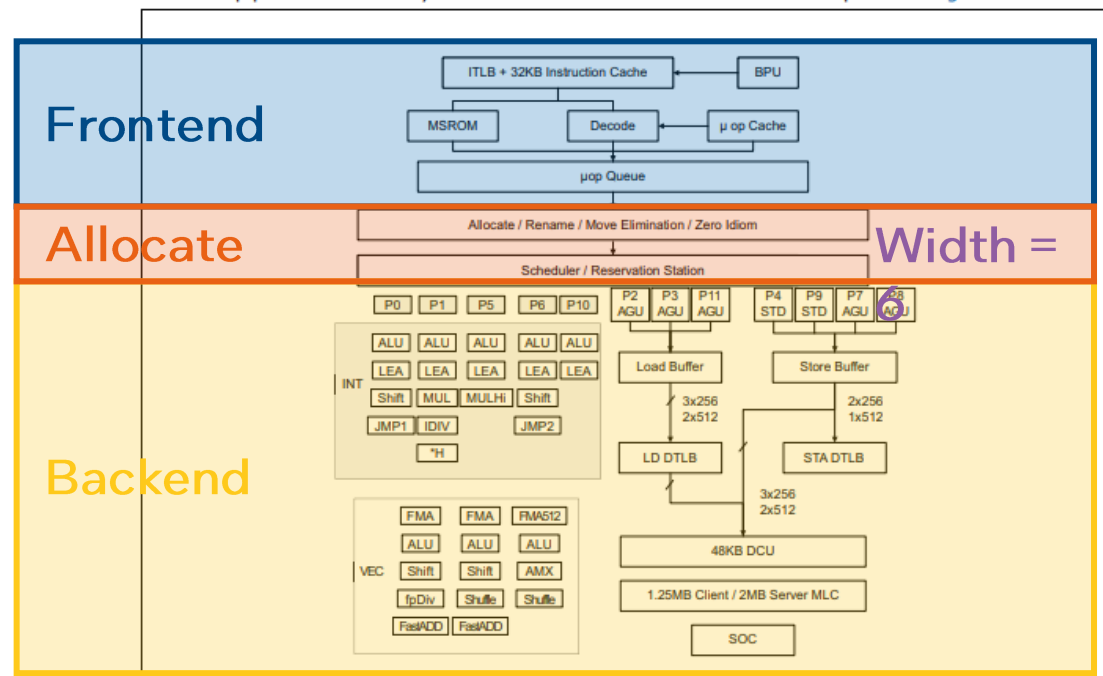 Frontend
ITLB + 32KB Instruction Cache
BPU
MSROM
Decode
μ op Cache
μop Queue
Allocate
Allocate / Rename / Move Elimination / Zero Idiom
Scheduler / Reservation Station
Width =
6
Backend
P0 P1 P5 P6 P10
P2 AGU
P3 AGU
P11 AGU
P4 STD
P9 STD
P7 AGU
P8 AGU
INT
ALU ALU ALU ALU ALU
LEA LEA LEA LEA LEA
Shift MUL MULHi Shift
JMP1 IDIV JMP2
*H
Load Buffer
Store Buffer
3x256
2x512
2x256
1x512
LD DTLB
STA DTLB
3x256
2x512
VEC
FMA FMA FMA512
ALU ALU ALU
Shift Shift AMX
fpDiv Shuffle Shuffle
FastADD FastADD
48KB DCU
1.25MB Client / 2MB Server MLC
SOC